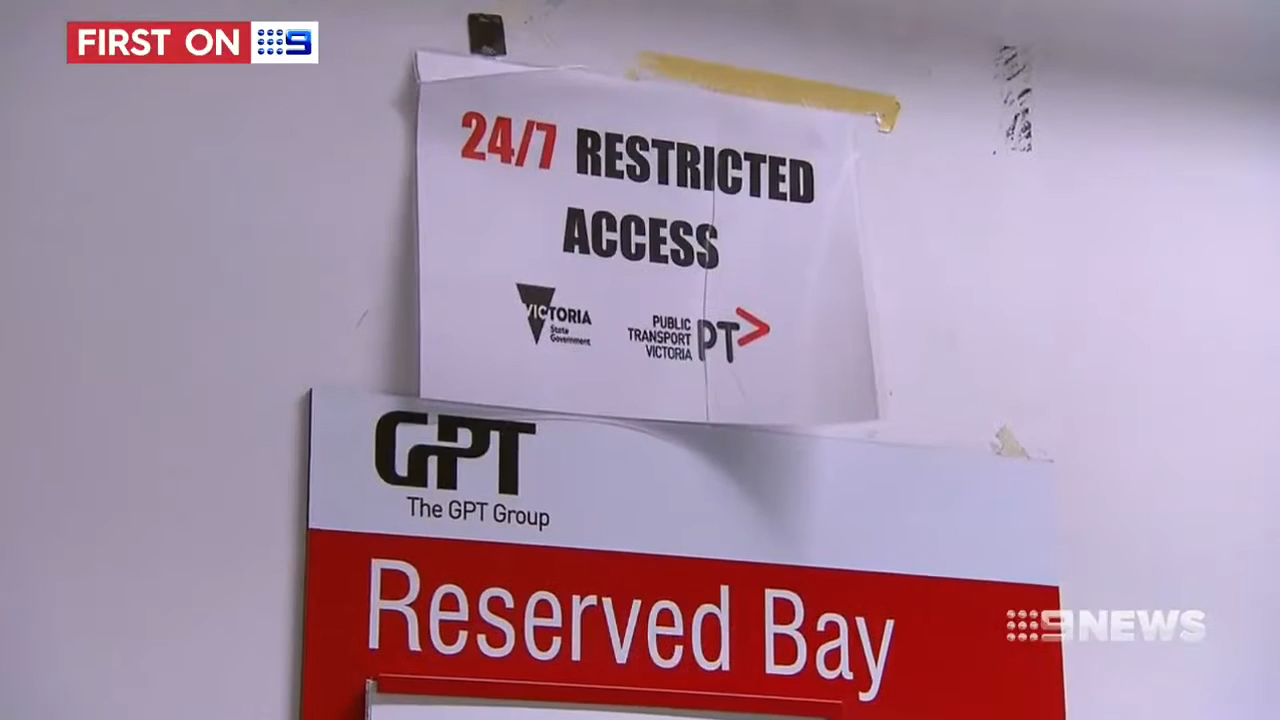 FIRST ON 9
24/7 RESTRICTED
ACCESS
VICTORIA
State
Government
PUBLIC
TRANSPORT
VICTORIA
PT>
GPT
The GPT Group
Reserved Bay
9NEWS